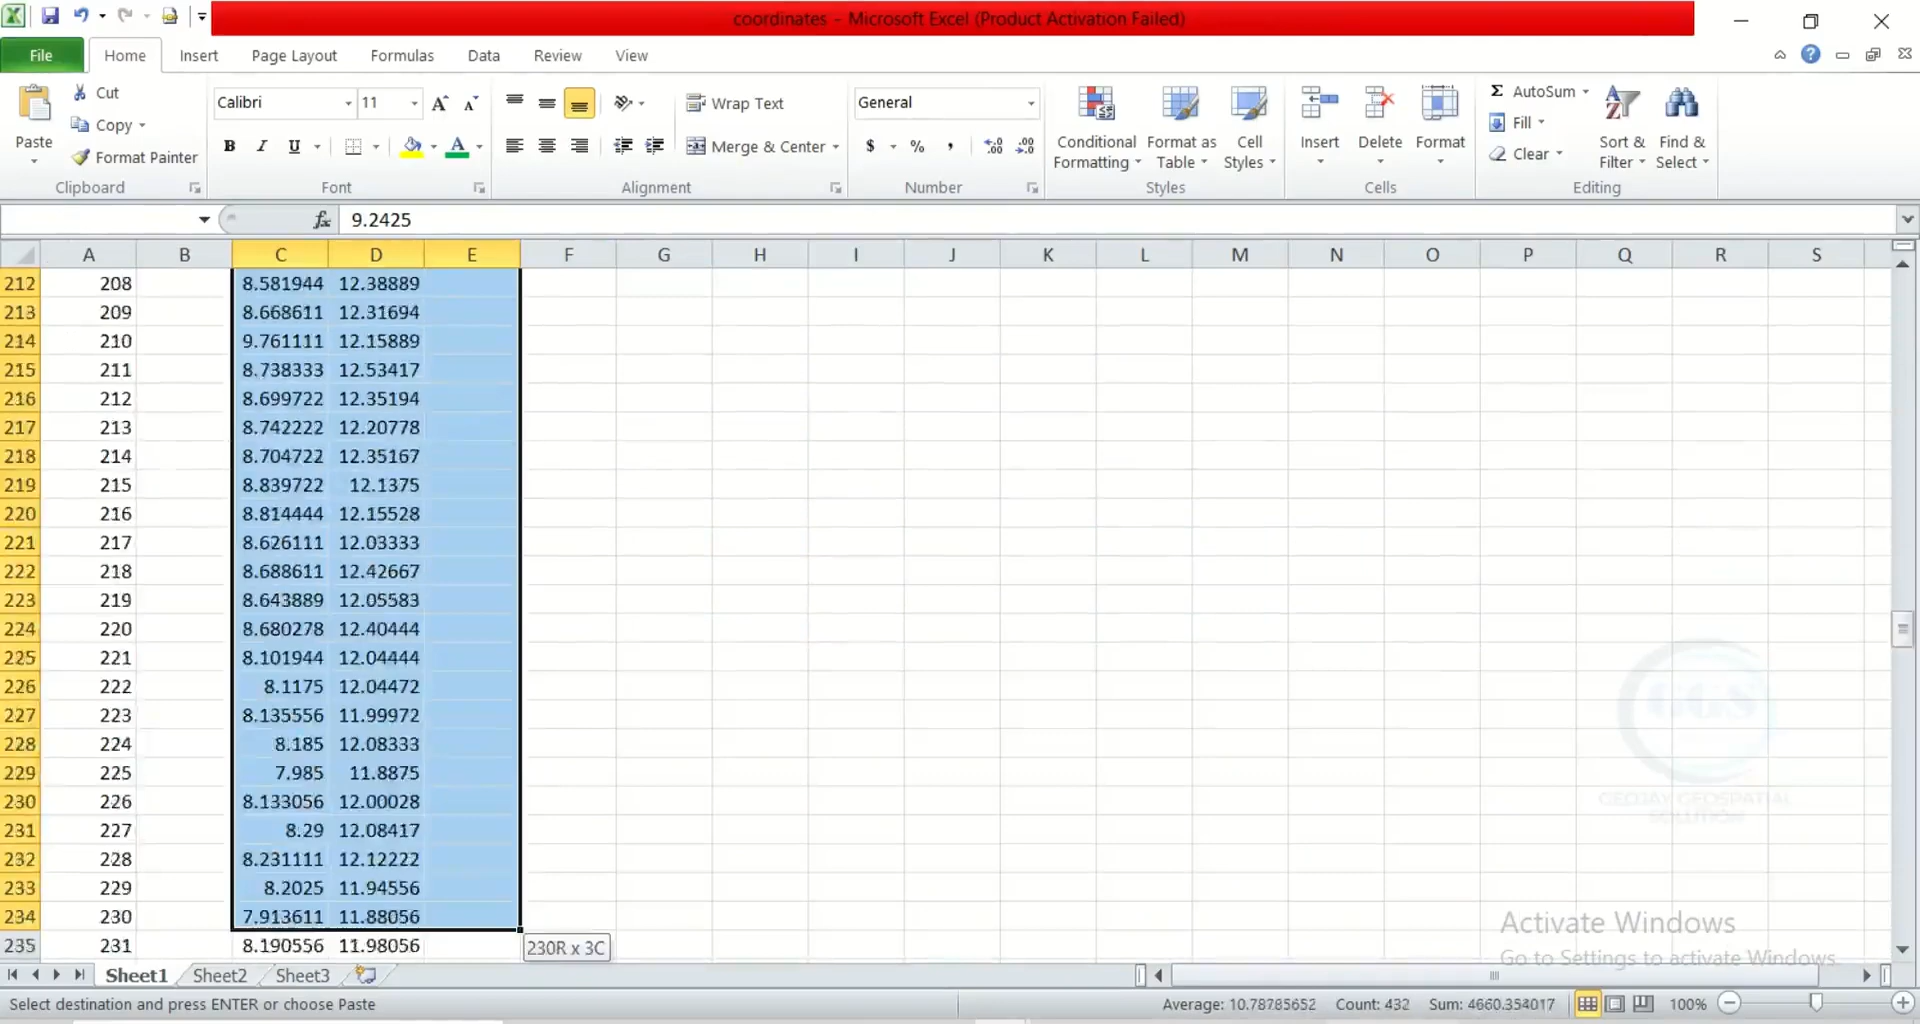 coordinates – Microsoft Excel (Product Activation Failed)
File Home Insert Page Layout Formulas Data Review View
Paste
Cut
Copy
Format Painter
Clipboard
Calibri 11
B I U
Font
Wrap Text
Merge & Center
Alignment
General
$ % ,
Number
Conditional Formatting
Format as Table
Cell Styles
Styles
Insert Delete Format
Cells
Σ AutoSum
Fill
Clear
Sort & Filter
Find & Select
Editing
fx 9.2425
A B C D E F G H I J K L M N O P Q R S
212 208 8.581944 12.38889
213 209 8.668611 12.31694
214 210 9.761111 12.15889
215 211 8.738333 12.53417
216 212 8.699722 12.35194
217 213 8.742222 12.20778
218 214 8.704722 12.35167
219 215 8.839722 12.1375
220 216 8.814444 12.15528
221 217 8.626111 12.03333
222 218 8.688611 12.42667
223 219 8.643889 12.05583
224 220 8.680278 12.40444
225 221 8.101944 12.04444
226 222 8.1175 12.04472
227 223 8.135556 11.99972
228 224 8.185 12.08333
229 225 7.985 11.8875
230 226 8.133056 12.00028
231 227 8.29 12.08417
232 228 8.231111 12.12222
233 229 8.2025 11.94556
234 230 7.913611 11.88056
235 231 8.190556 11.98056
230R x 3C
GGS
GEOJAY GEOSPATIAL
SOLUTION
Activate Windows
Go to Settings to activate Windows.
Sheet1 Sheet2 Sheet3
Select destination and press ENTER or choose Paste
Average: 10.78785652 Count: 432 Sum: 4660.354017 100%